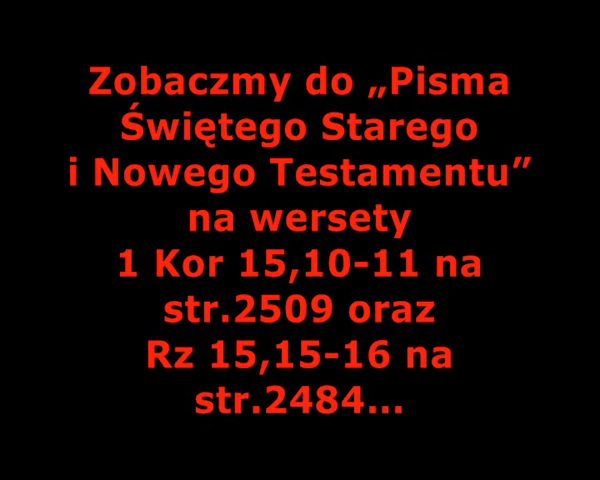 Zobaczmy do „Pisma
Świętego Starego
i Nowego Testamentu”
na wersety
1 Kor 15,10-11 na
str.2509 oraz
Rz 15,15-16 na
str.2484...